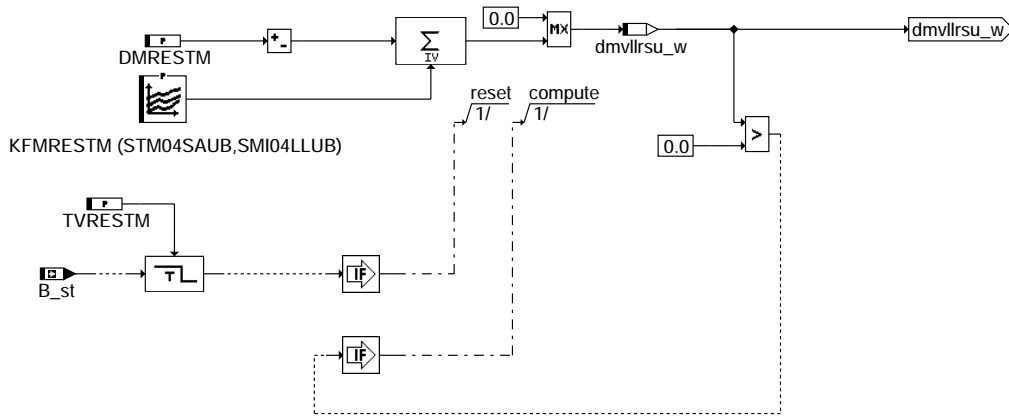 0.0
MX
P
DMRESTM
+
-
Σ
IV
dmvllrsu_w
dmvllrsu_w
P
KFMRESTM (STM04SAUB,SMI04LLUB)
reset
1/
compute
1/
0.0
>
P
TVRESTM
T
B_st
IF
IF